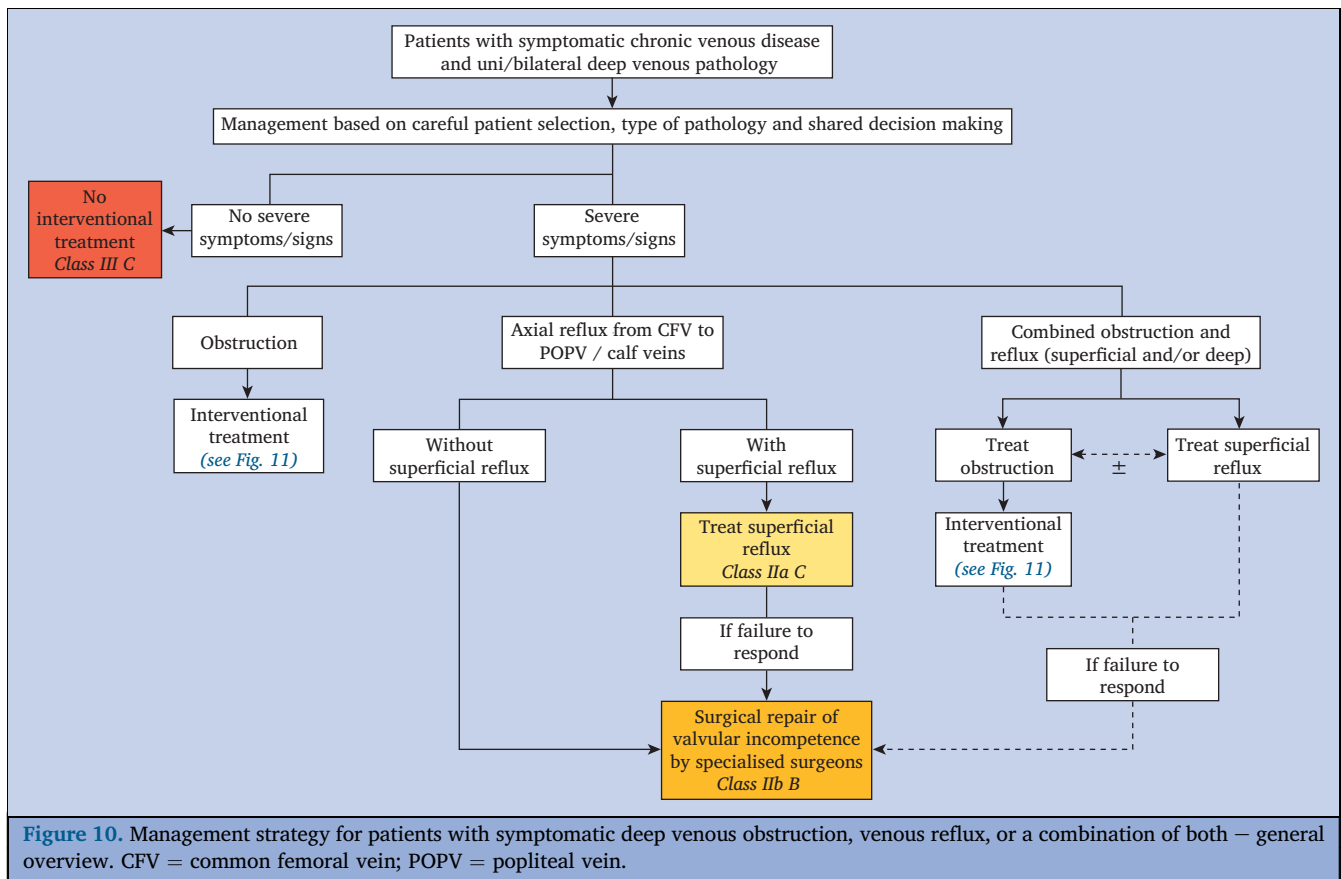 Patients with symptomatic chronic venous disease
and uni/bilateral deep venous pathology
Management based on careful patient selection, type of pathology and shared decision making
No
interventional
treatment
Class III C
No severe
symptoms/signs
Severe
symptoms/signs
Obstruction
Axial reflux from CFV to
POPV / calf veins
Combined obstruction and
reflux (superficial and/or deep)
Interventional
treatment
(see Fig. 11)
Without
superficial reflux
With
superficial reflux
Treat
obstruction
±
Treat superficial
reflux
Treat superficial
reflux
Class IIa C
Interventional
treatment
(see Fig. 11)
If failure to
respond
If failure to
respond
Surgical repair of
valvular incompetence
by specialised surgeons
Class IIb B
Figure 10. Management strategy for patients with symptomatic deep venous obstruction, venous reflux, or a combination of both – general
overview. CFV = common femoral vein; POPV = popliteal vein.